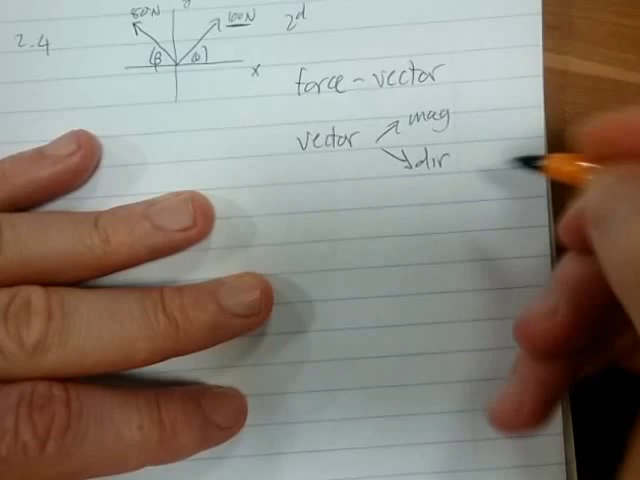 2.4
80N 100N 2d
β
x
force - vector
vector
mag
dir